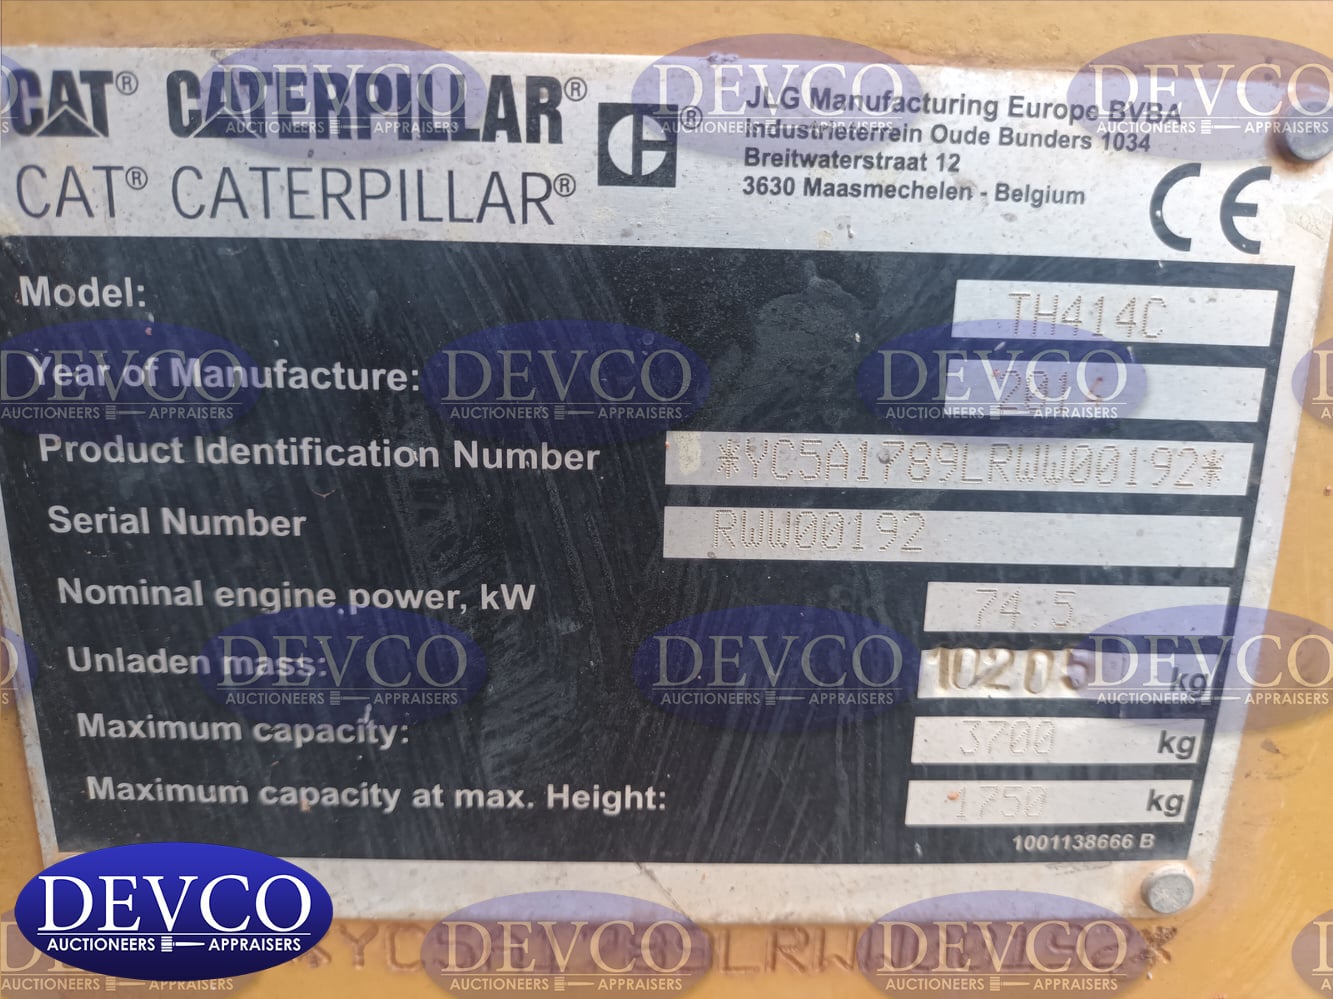 CAT® CATERPILLAR®
CAT® CATERPILLAR®
JLG Manufacturing Europe BVBA
Industrieterrein Oude Bunders 1034
Breitwaterstraat 12
3630 Maasmechelen - Belgium
CE
Model: TH414C
Year of Manufacture:
Product Identification Number *YC5A1789LRWW00192*
Serial Number RWW00192
Nominal engine power, kW 74.5
Unladen mass: 10205 kg
Maximum capacity: 3700 kg
Maximum capacity at max. Height: 1750 kg
1001138666 B
*YC5A1789LRWW00192*
DEVCO
AUCTIONEERS APPRAISERS